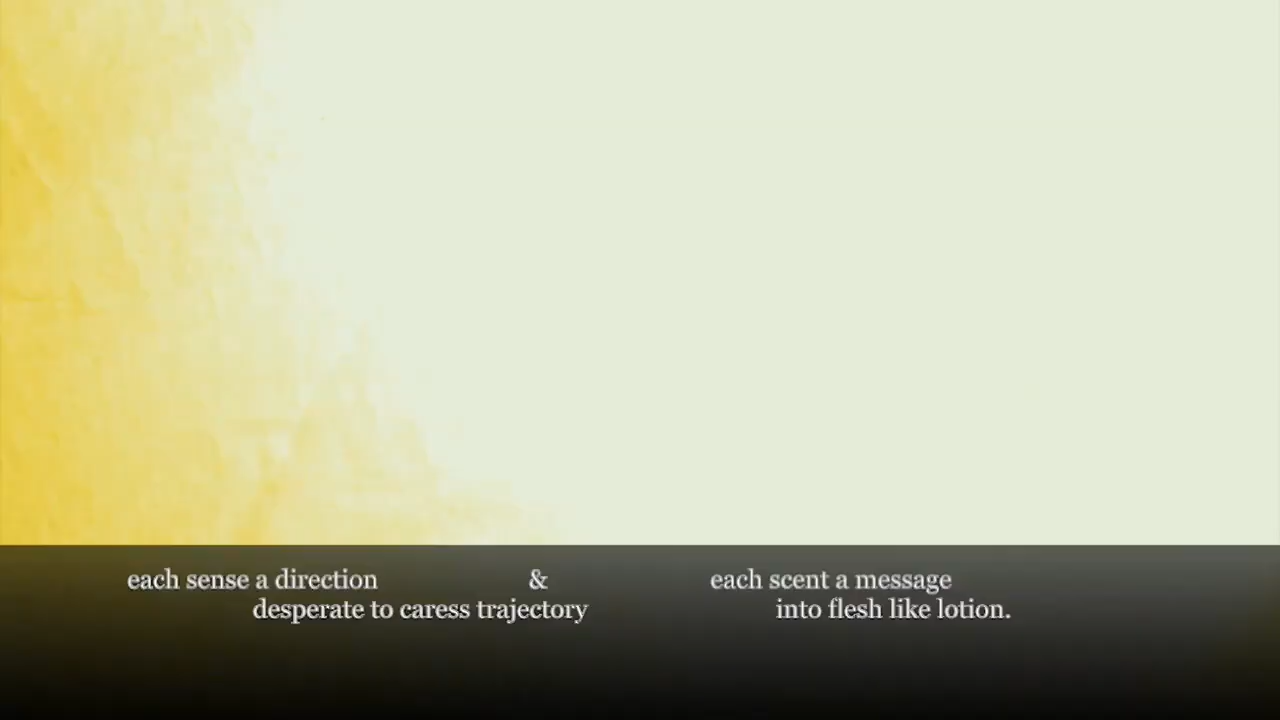 each sense a direction & each scent a message
desperate to caress trajectory into flesh like lotion.